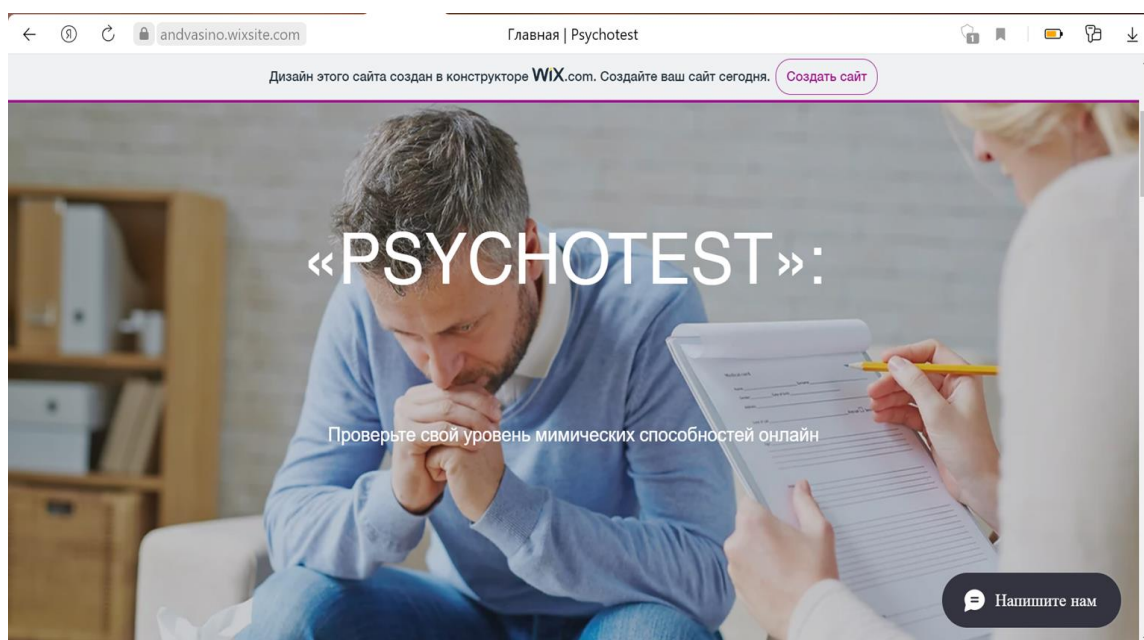 andvasino.wixsite.com
Главная | Psychotest
1
Дизайн этого сайта создан в конструкторе WiX.com. Создайте ваш сайт сегодня. Создать сайт
«PSYCHOTEST»:
Проверьте свой уровень мимических способностей онлайн
Напишите нам